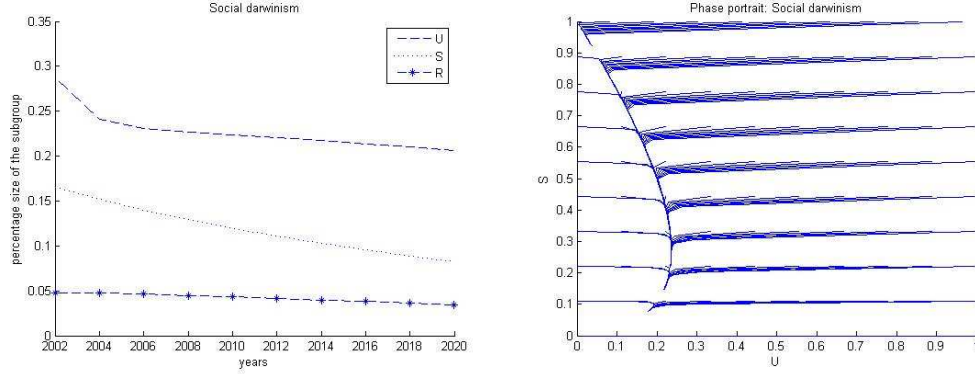 Social darwinism
0.35
0.3
0.25
0.2
0.15
0.1
0.05
0
percentage size of the subgroup
U
S
R
2002 2004 2006 2008 2010 2012 2014 2016 2018 2020
years
Phase portrait: Social darwinism
1
0.9
0.8
0.7
0.6
0.5
0.4
0.3
0.2
0.1
0
S
0 0.1 0.2 0.3 0.4 0.5 0.6 0.7 0.8 0.9
U